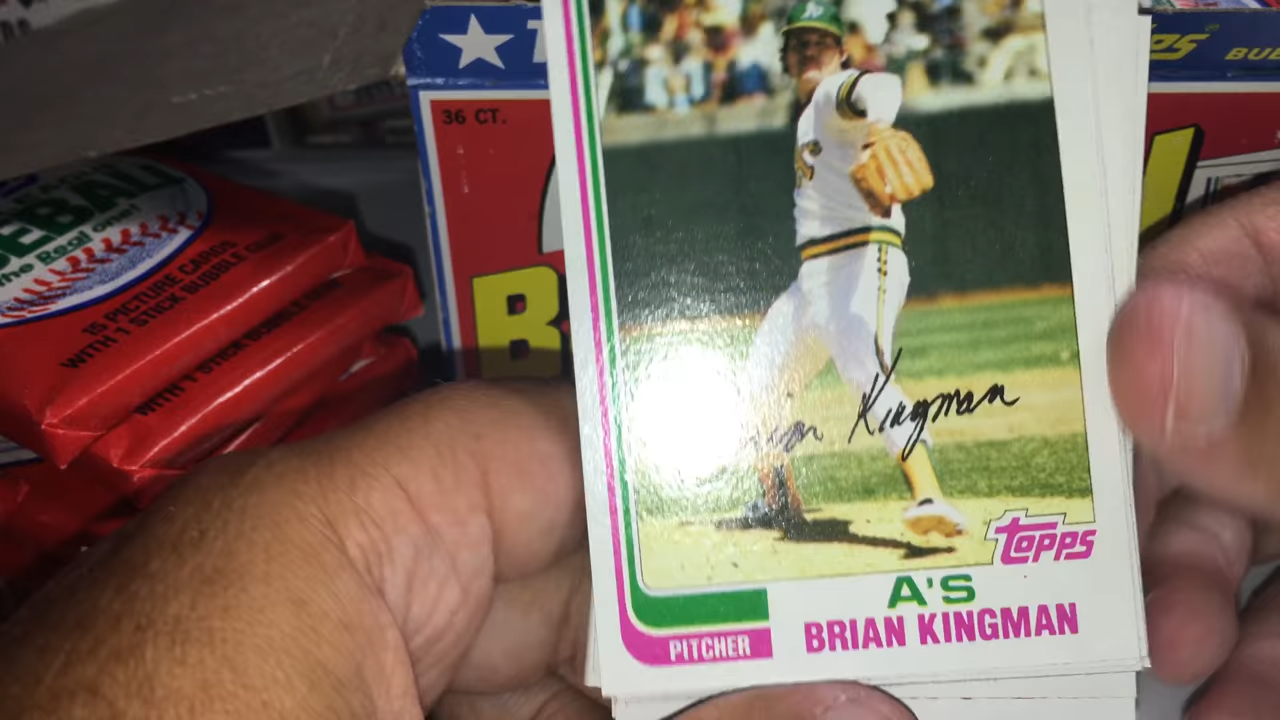 36 CT.
The Real One!
15 PICTURE CARDS
WITH 1 STICK BUBBLE GUM
WITH 1 STICK BUBBLE
Kingman
TOPPS
A'S
BRIAN KINGMAN
PITCHER